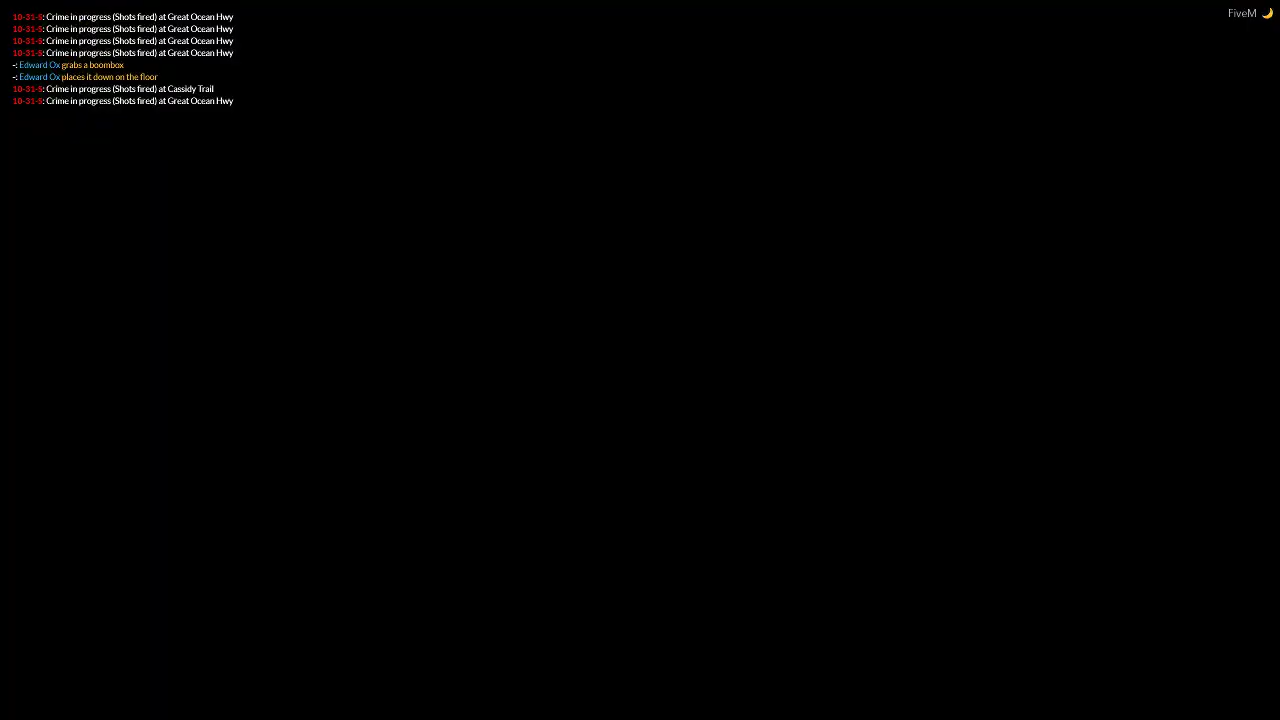 10-31-S: Crime in progress (Shots fired) at Great Ocean Hwy
10-31-S: Crime in progress (Shots fired) at Great Ocean Hwy
10-31-S: Crime in progress (Shots fired) at Great Ocean Hwy
10-31-S: Crime in progress (Shots fired) at Great Ocean Hwy
-: Edward Ox grabs a boombox
-: Edward Ox places it down on the floor
10-31-S: Crime in progress (Shots fired) at Cassidy Trail
10-31-S: Crime in progress (Shots fired) at Great Ocean Hwy
FiveM 🌙